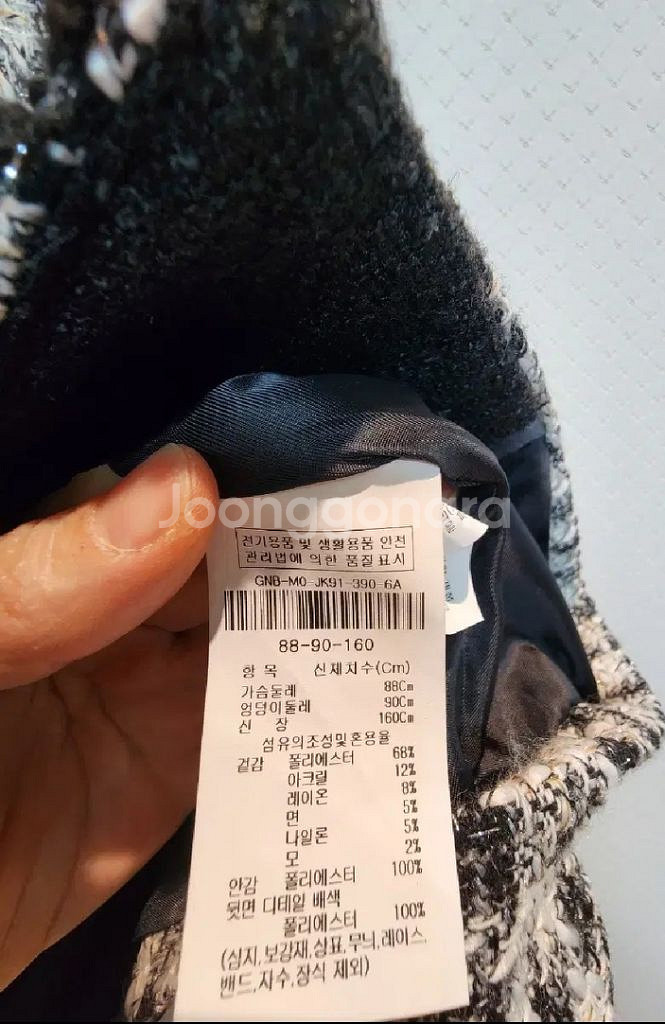 Joonggonara
전기용품 및 생활용품 안전
관리법에 의한 품질표시
GNB-MO-JK91-390-6A
88-90-160
항 목 신체치수(Cm)
가슴둘레 88Cm
엉덩이둘레 90Cm
신 장 160Cm
섬유의조성및혼용율
겉감 폴리에스터 68%
아크릴 12%
레이온 8%
면 5%
나일론 5%
모 2%
안감 폴리에스터 100%
뒷면 디테일 배색
폴리에스터 100%
(심지,보강재,상표,무늬,레이스,
밴드,자수,장식 제외)